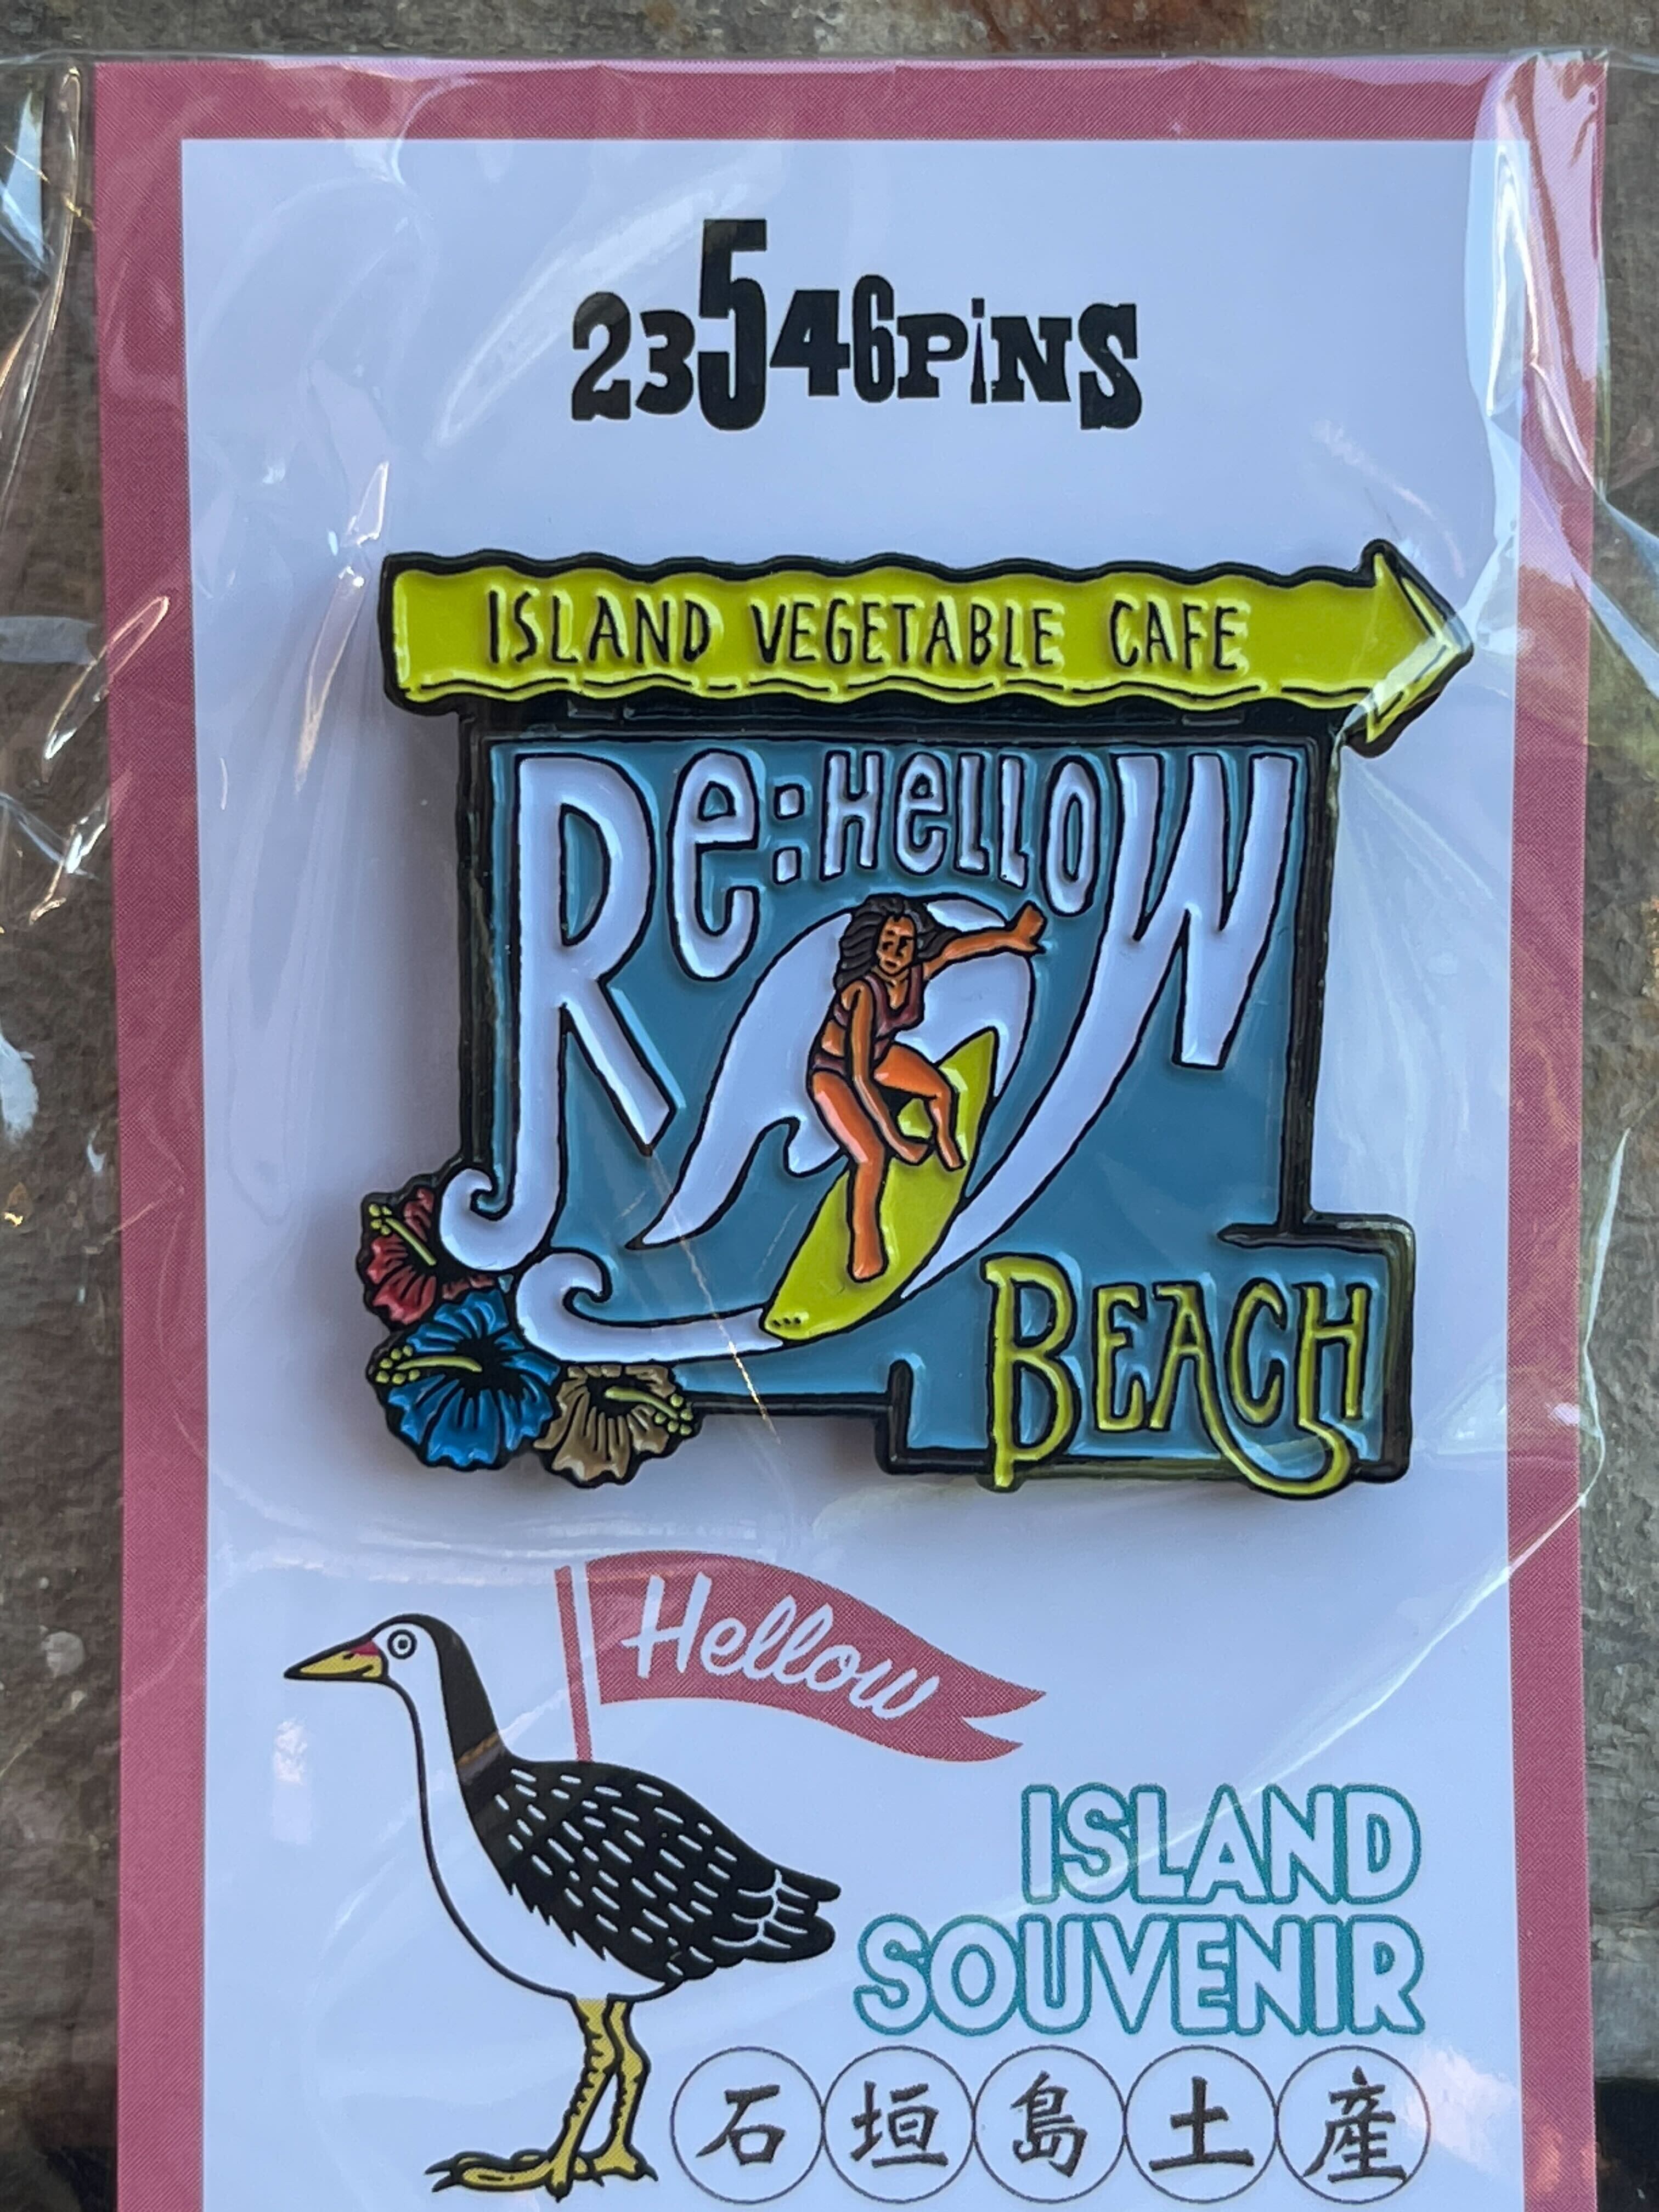 23546PiNS
ISLAND VEGETABLE CAFE
Re:HelloW
BEACH
Hellow
ISLAND
SOUVENIR
石垣島土産